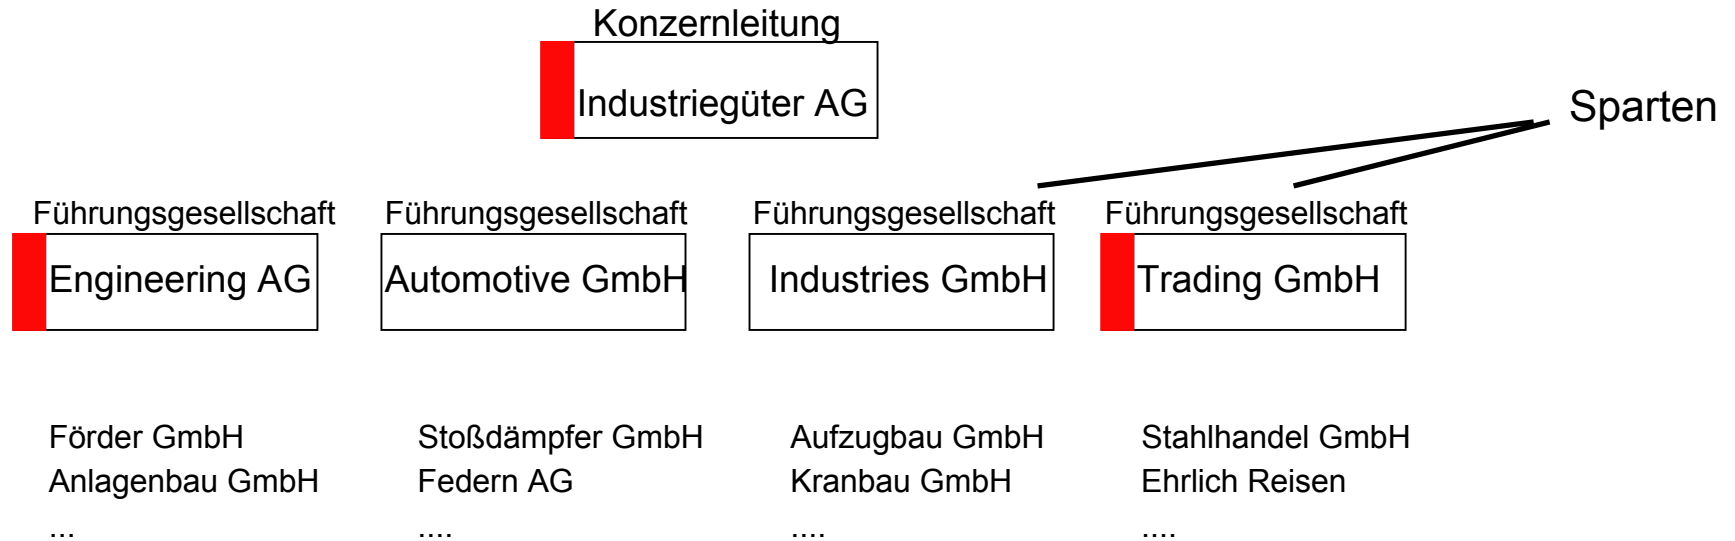 Konzernleitung
Industriegüter AG
Sparten
Führungsgesellschaft Führungsgesellschaft Führungsgesellschaft Führungsgesellschaft
Engineering AG Automotive GmbH Industries GmbH Trading GmbH
Förder GmbH Stoßdämpfer GmbH Aufzugbau GmbH Stahlhandel GmbH
Anlagenbau GmbH Federn AG Kranbau GmbH Ehrlich Reisen
... .... .... ....